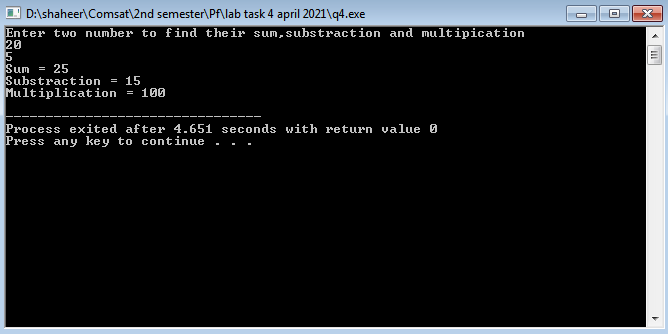 D:\shaheer\Comsat\2nd semester\Pf\lab task 4 april 2021\q4.exe
Enter two number to find their sum,substraction and multipication
20
5
Sum = 25
Substraction = 15
Multiplication = 100
--------------------------------
Process exited after 4.651 seconds with return value 0
Press any key to continue . . .